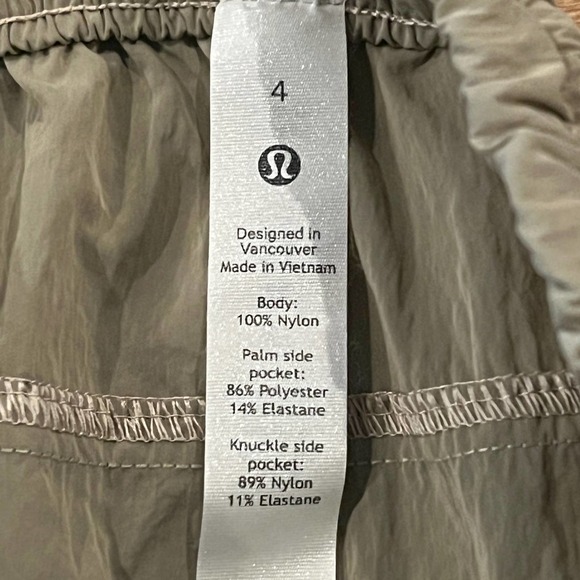 4
Designed in
Vancouver
Made in Vietnam
Body:
100% Nylon
Palm side
pocket:
86% Polyester
14% Elastane
Knuckle side
pocket:
89% Nylon
11% Elastane